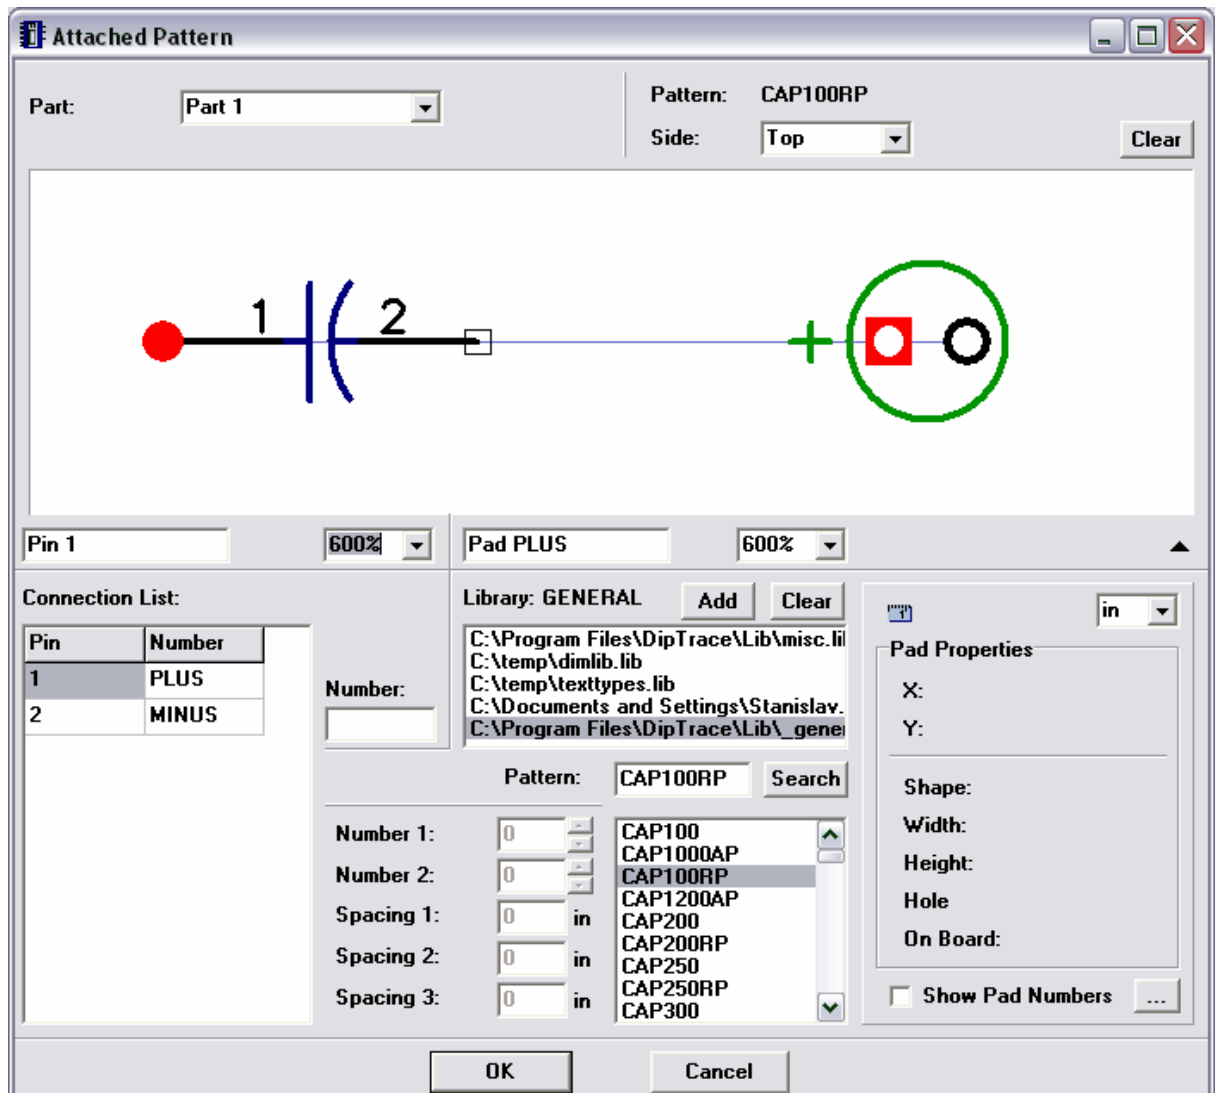 Attached Pattern
Part: Part 1
Pattern: CAP100RP
Side: Top
Clear
1 2
Pin 1 600%
Pad PLUS 600%
Connection List:
Pin Number
1 PLUS
2 MINUS
Number:
Library: GENERAL Add Clear
C:\Program Files\DipTrace\Lib\misc.li
C:\temp\dimlib.lib
C:\temp\texttypes.lib
C:\Documents and Settings\Stanislav.
C:\Program Files\DipTrace\Lib\_gener
Pattern: CAP100RP Search
Number 1: 0
Number 2: 0
Spacing 1: 0 in
Spacing 2: 0 in
Spacing 3: 0 in
CAP100
CAP1000AP
CAP100RP
CAP1200AP
CAP200
CAP200RP
CAP250
CAP250RP
CAP300
in
Pad Properties
X:
Y:
Shape:
Width:
Height:
Hole
On Board:
Show Pad Numbers ...
OK Cancel